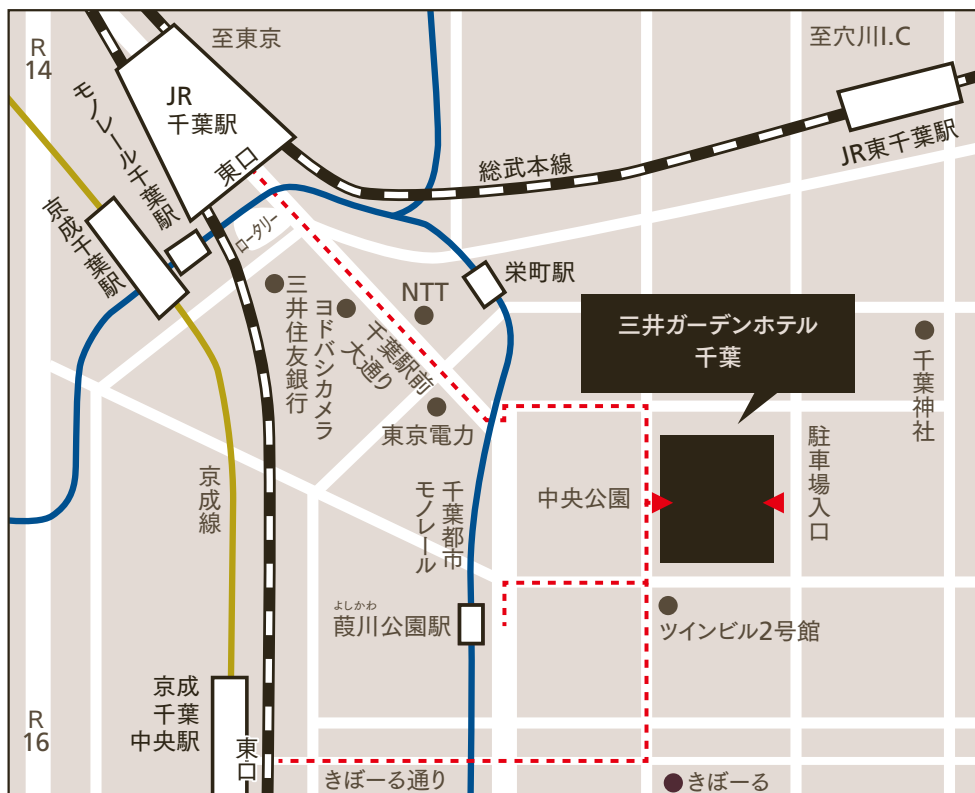 R
14
至東京
至穴川I.C
JR
千葉駅
東口
モノレール千葉駅
京成千葉駅
ロータリー
総武本線
JR東千葉駅
栄町駅
NTT
三井住友銀行
ヨドバシカメラ
千葉駅前
大通り
東京電力
三井ガーデンホテル
千葉
千葉神社
駐車場入口
中央公園
京成線
千葉都市
モノレール
よしかわ
葭川公園駅
ツインビル2号館
R
16
京成
千葉
中央駅
東口
きぼーる通り
きぼーる